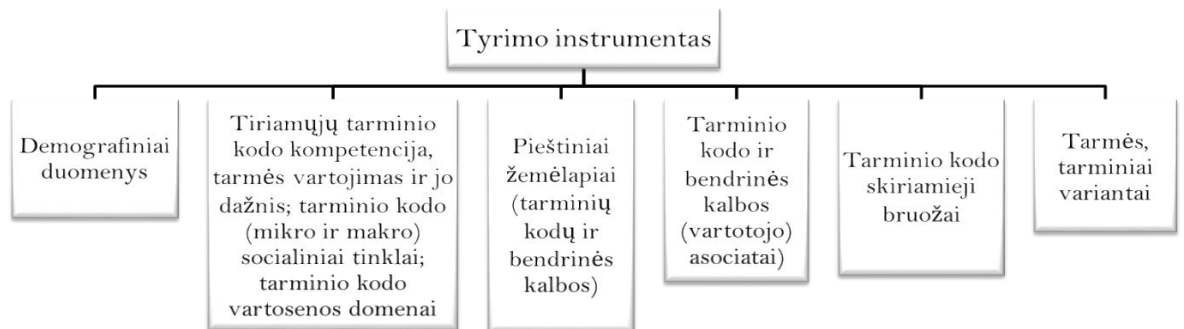 Tyrimo instrumentas
Demografiniai
duomenys
Tiriamųjų tarminio
kodo kompetencija,
tarmės vartojimas ir jo
dažnis; tarminio kodo
(mikro ir makro)
socialiniai tinklai;
tarminio kodo
vartosenos domenai
Pieštiniai
žemėlapiai
(tarminių
kodų ir
bendrinės
kalbos)
Tarminio
kodo ir
bendrinės
kalbos
(vartotojo)
asociatai)
Tarminio kodo
skiriamieji
bruožai
Tarmės,
tarminiai
variantai